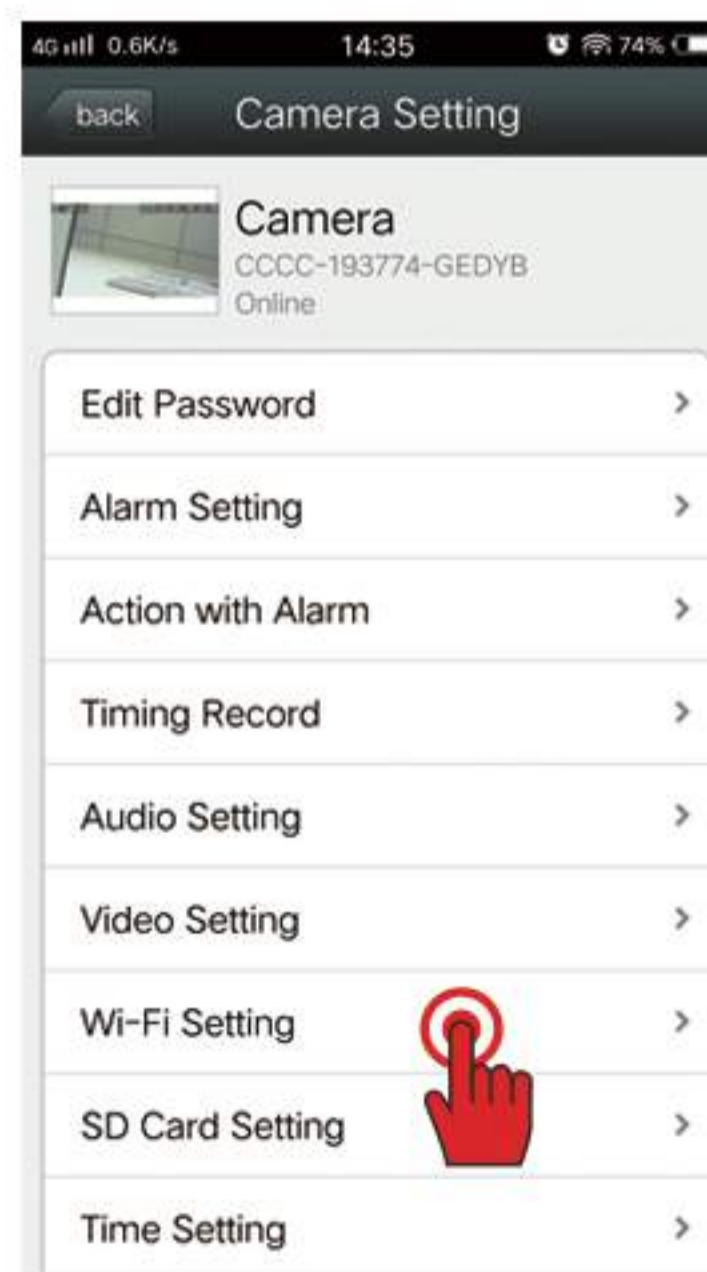 4G 0.6K/s 14:35 74%
back Camera Setting
Camera
CCCC-193774-GEDYB
Online
Edit Password
Alarm Setting
Action with Alarm
Timing Record
Audio Setting
Video Setting
Wi-Fi Setting
SD Card Setting
Time Setting